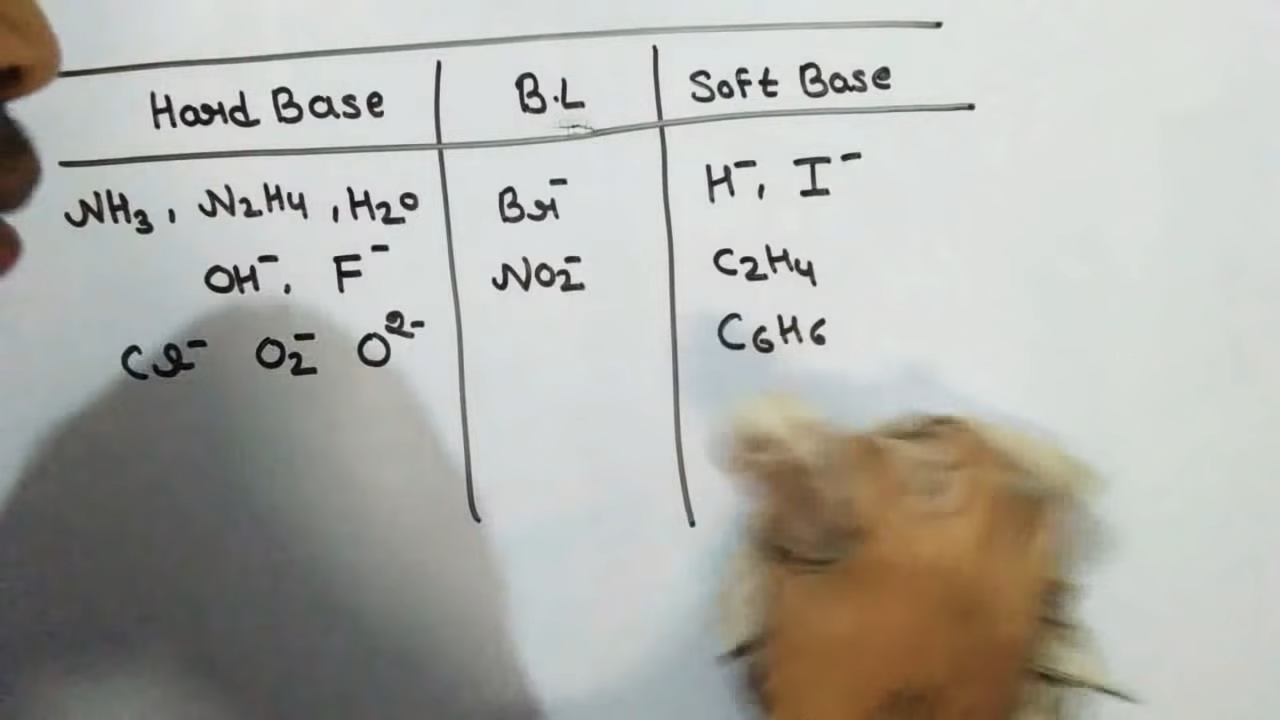 Hard Base B.L Soft Base
NH₃, N₂H₄, H₂O Br⁻ H⁻, I⁻
OH⁻, F⁻ NO₂⁻ C₂H₄
Cl⁻ O₂⁻ O²⁻ C₆H₆